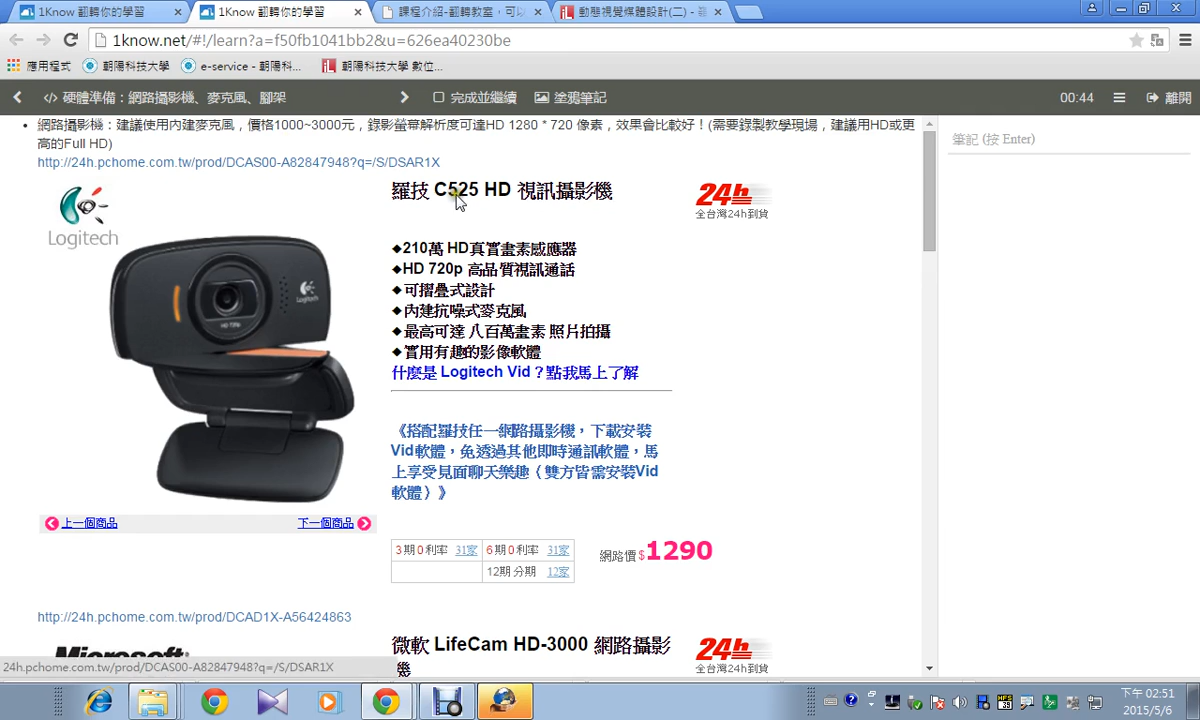 1Know 翻轉你的學習
1Know 翻轉你的學習
課程介紹-翻轉教室，可以
動態視覺媒體設計(二) -
1know.net/#!/learn?a=f50fb1041bb2&u=626ea40230be
應用程式
朝陽科技大學
e-service - 朝陽科...
朝陽科技大學 數位...
硬體準備：網路攝影機、麥克風、腳架
完成並繼續
塗鴉筆記
00:44
離開
網路攝影機：建議使用內建麥克風，價格1000~3000元，錄影螢幕解析度可達HD 1280 * 720 像素，效果會比較好！(需要錄製教學現場，建議用HD或更
高的Full HD)
http://24h.pchome.com.tw/prod/DCAS00-A82847948?q=/S/DSAR1X
筆記 (按 Enter)
Logitech
羅技 C525 HD 視訊攝影機
24h
全台灣24h到貨
◆210萬 HD真實畫素感應器
◆HD 720p 高品質視訊通話
◆可摺疊式設計
◆內建抗噪式麥克風
◆最高可達 八百萬畫素 照片拍攝
◆實用有趣的影像軟體
什麼是 Logitech Vid？點我馬上了解
《搭配羅技任一網路攝影機，下載安裝
Vid軟體，免透過其他即時通訊軟體，馬
上享受見面聊天樂趣（雙方皆需安裝Vid
軟體）》
上一個商品
下一個商品
3期0利率 31家 6期0利率 31家
12期分期 12家
網路價$1290
http://24h.pchome.com.tw/prod/DCAD1X-A56424863
Microsoft
微軟 LifeCam HD-3000 網路攝影
機
24h
全台灣24h到貨
24h.pchome.com.tw/prod/DCAS00-A82847948?q=/S/DSAR1X
下午 02:51
2015/5/6